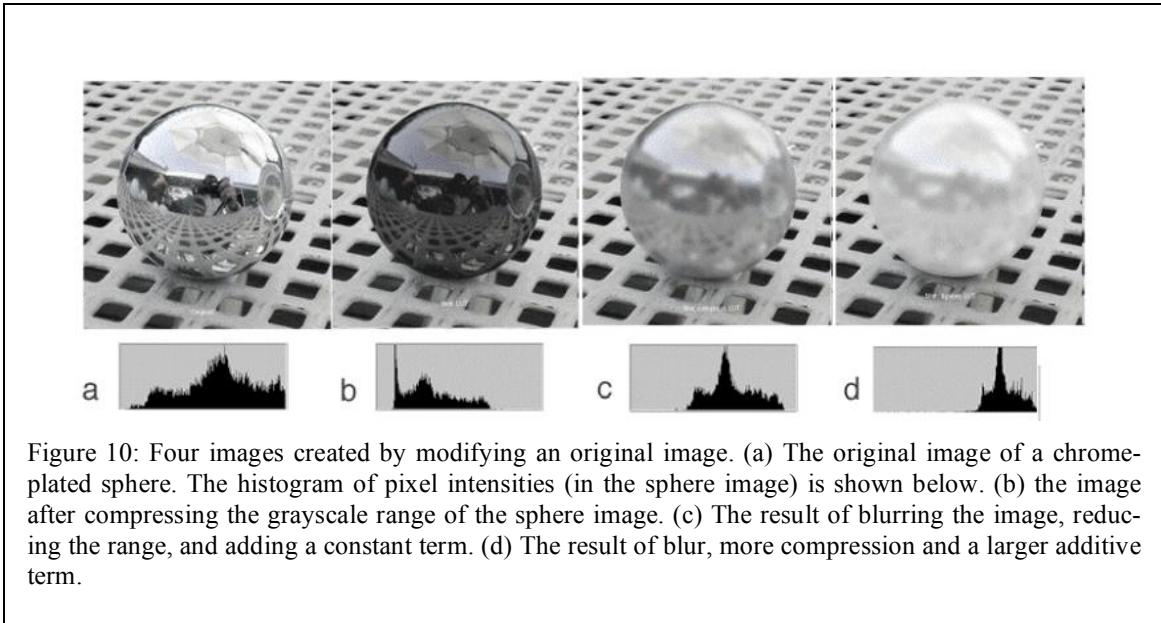 a
b
c
d
Figure 10: Four images created by modifying an original image. (a) The original image of a chrome-
plated sphere. The histogram of pixel intensities (in the sphere image) is shown below. (b) the image
after compressing the grayscale range of the sphere image. (c) The result of blurring the image, reduc-
ing the range, and adding a constant term. (d) The result of blur, more compression and a larger additive
term.